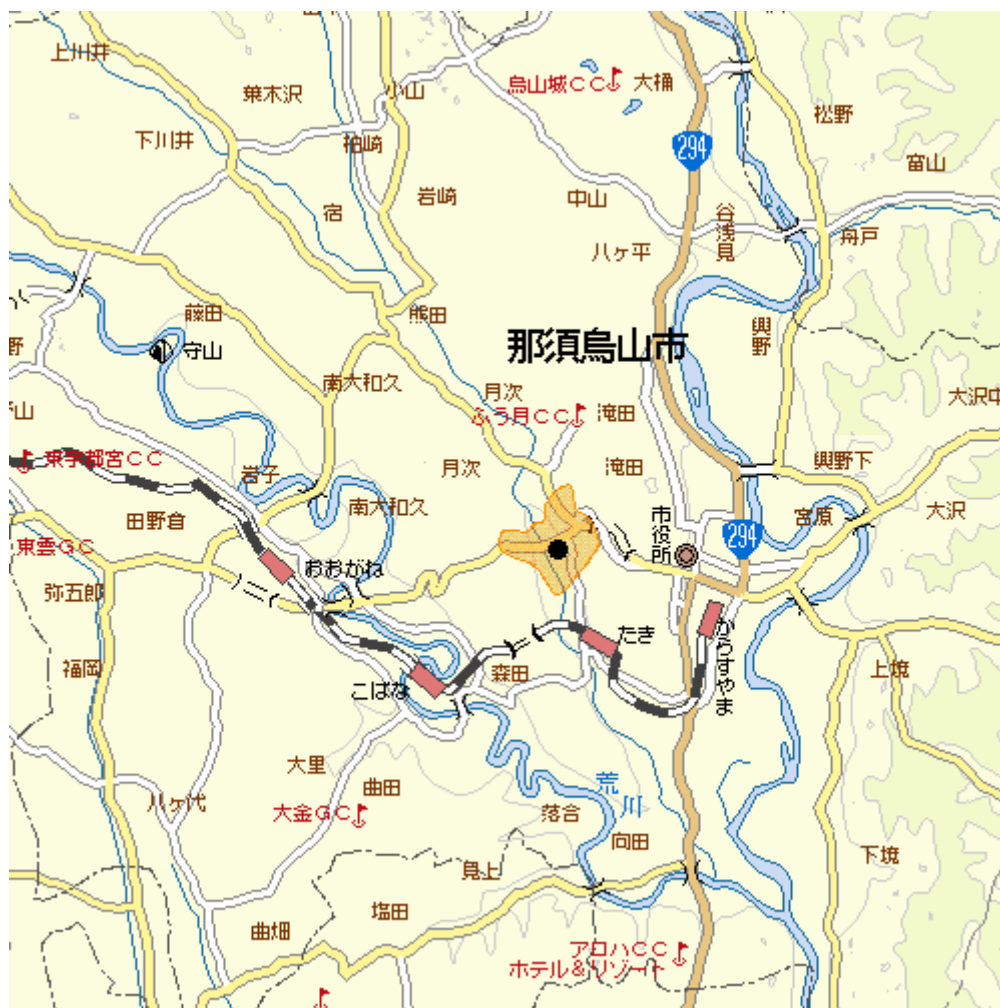 上川井
葉木沢
小山
烏山城CC
大桶
294
松野
下川井
柏崎
富山
宿
岩崎
中山
谷浅見
舟戸
八ヶ平
藤田
熊田
那須烏山市
興野
野
守山
南大和久
月次
滝田
大沢中
山
ふう月CC
東宇都宮CC
岩子
月次
滝田
興野下
南大和久
田野倉
市役所
294
宮原
大沢
東雲GC
おおがね
弥五郎
たき
からすやま
福岡
こばな
森田
上境
大里
曲田
荒川
八ヶ代
大金GC
落合
向田
下境
見上
塩田
曲畑
アロハCC
ホテル&リゾート